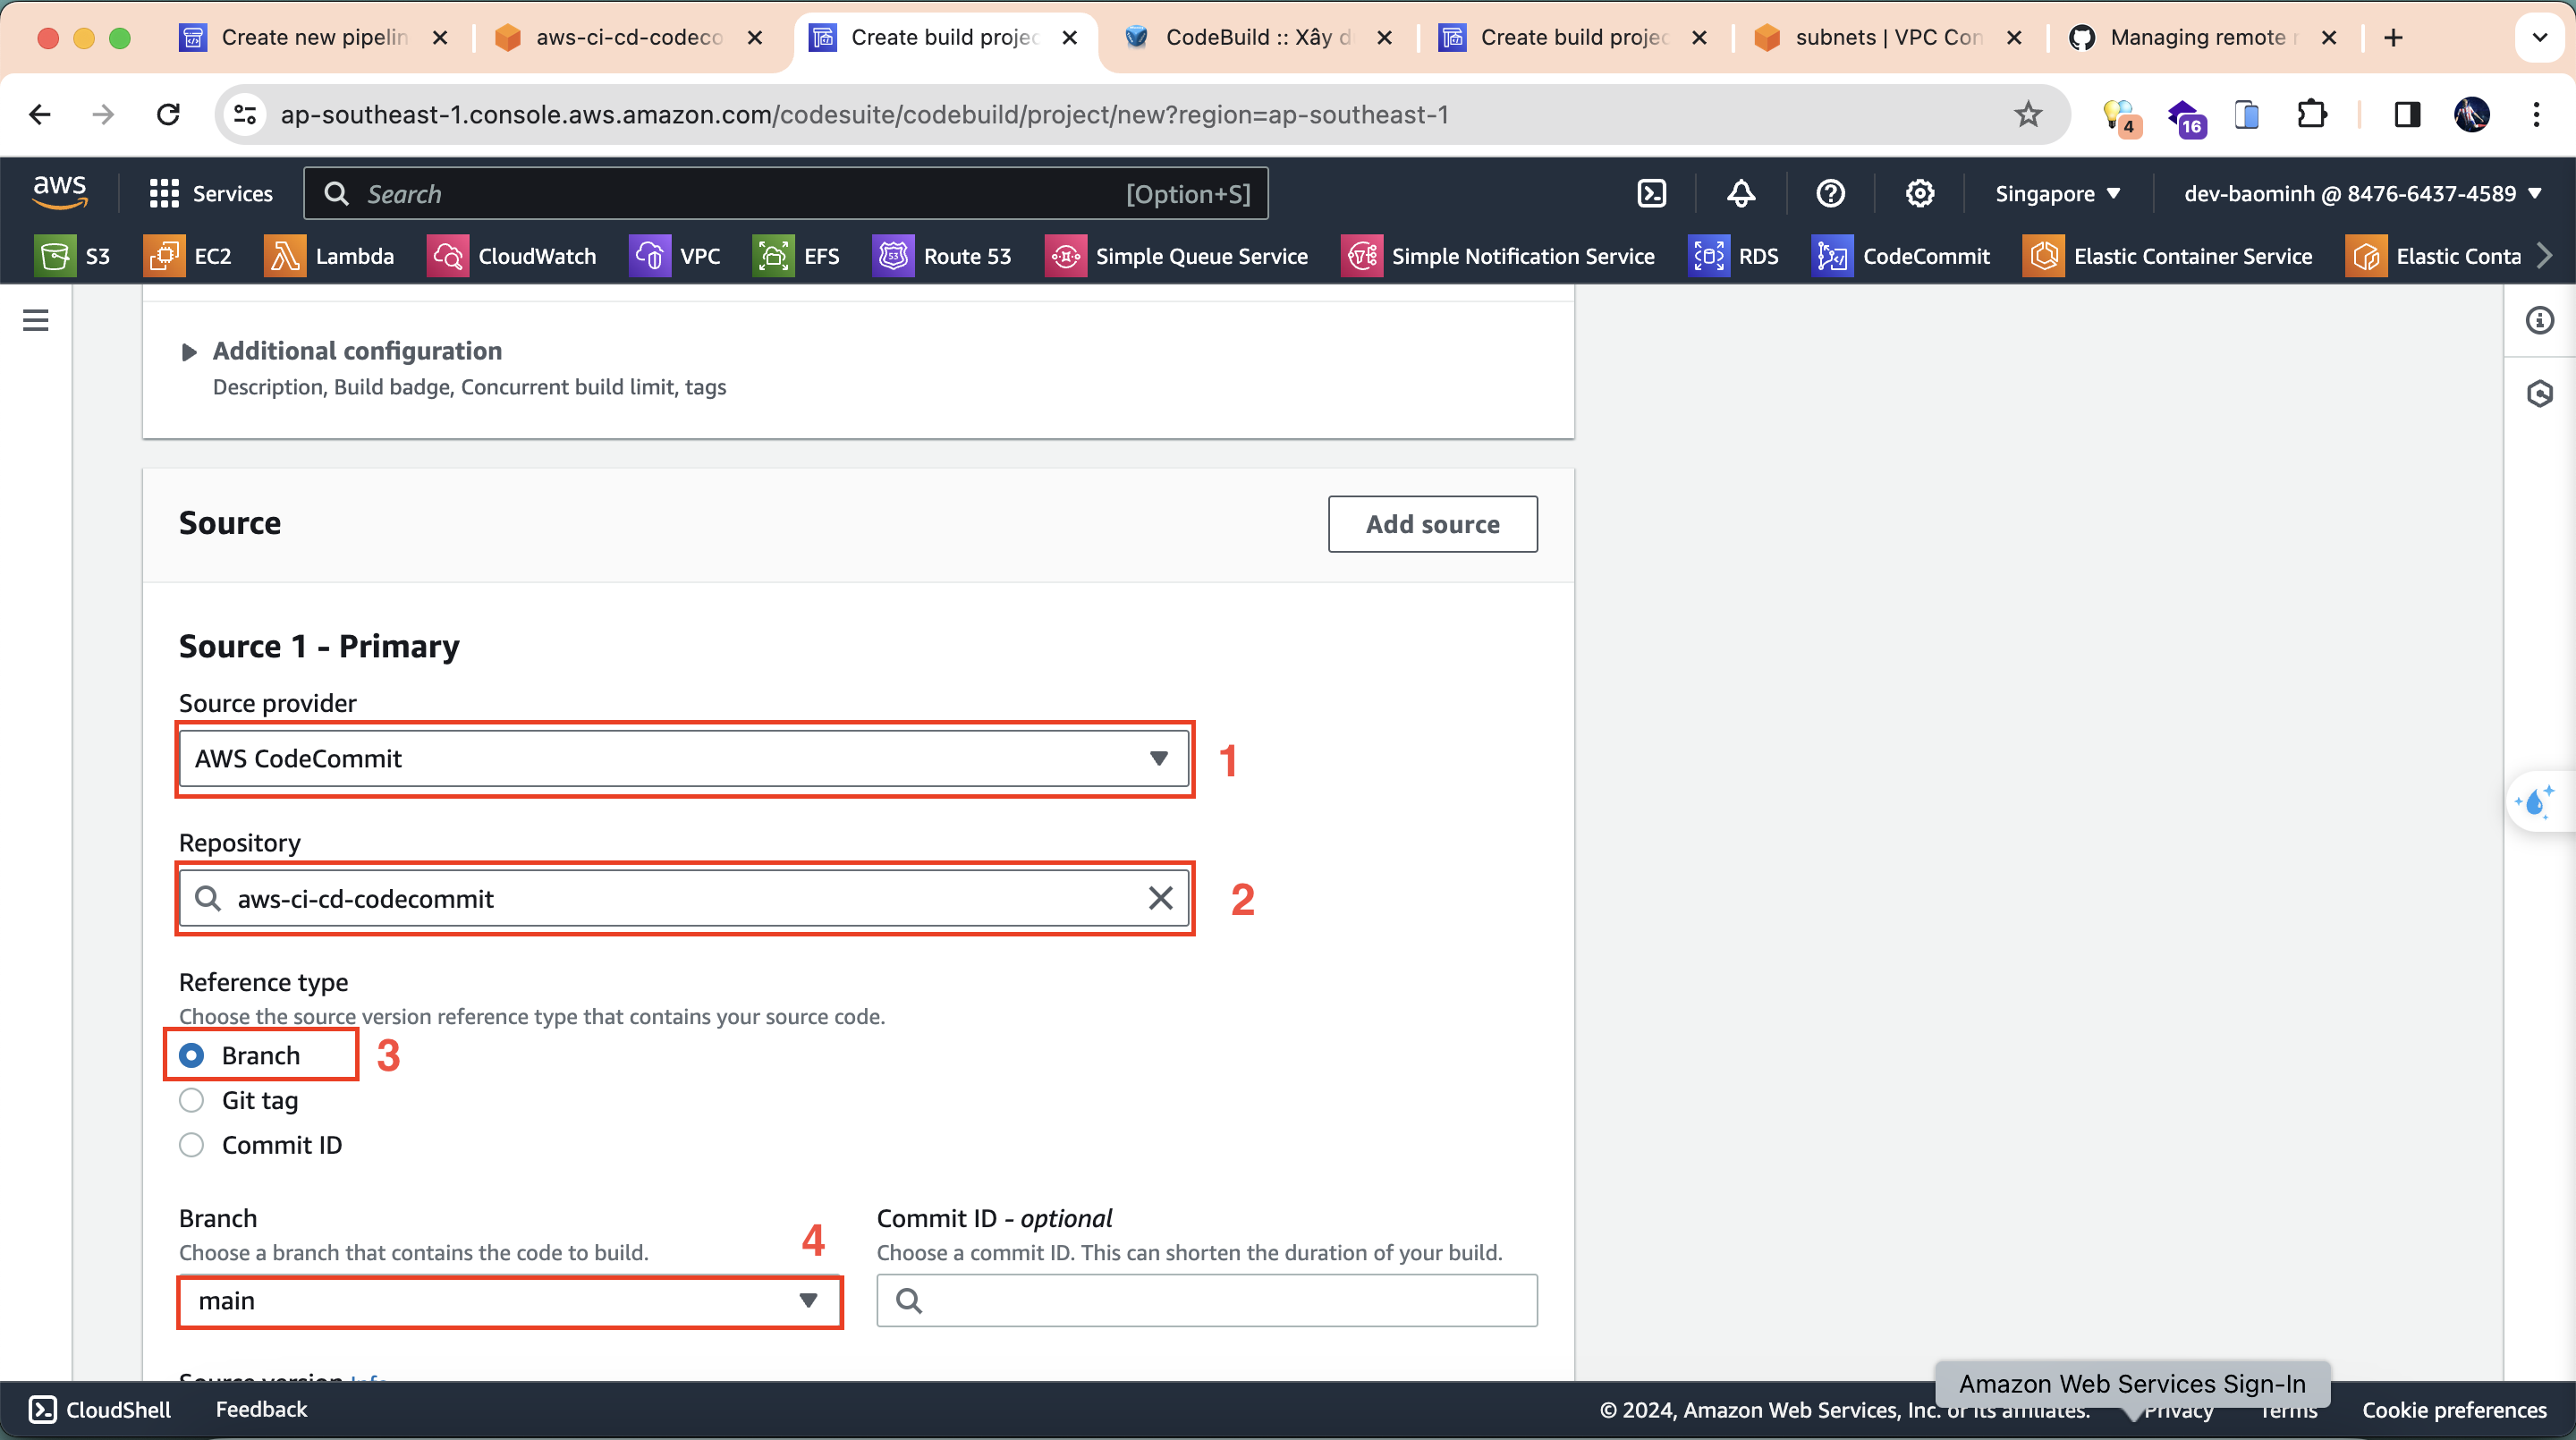 Create new pipelin
aws-ci-cd-codeco
Create build projec
CodeBuild :: Xây d
Create build projec
subnets | VPC Con
Managing remote r
ap-southeast-1.console.aws.amazon.com/codesuite/codebuild/project/new?region=ap-southeast-1
4
16
aws
Services
Search
[Option+S]
Singapore
dev-baominh @ 8476-6437-4589
S3
EC2
Lambda
CloudWatch
VPC
EFS
53
Route 53
Simple Queue Service
Simple Notification Service
RDS
CodeCommit
Elastic Container Service
Elastic Conta
Additional configuration
Description, Build badge, Concurrent build limit, tags
Source
Add source
Source 1 - Primary
Source provider
AWS CodeCommit
1
Repository
aws-ci-cd-codecommit
2
Reference type
Choose the source version reference type that contains your source code.
Branch
3
Git tag
Commit ID
Branch
Choose a branch that contains the code to build.
4
main
Commit ID - optional
Choose a commit ID. This can shorten the duration of your build.
Source version Info
Amazon Web Services Sign-In
CloudShell
Feedback
© 2024, Amazon Web Services, Inc. or its affiliates.
Privacy
Terms
Cookie preferences